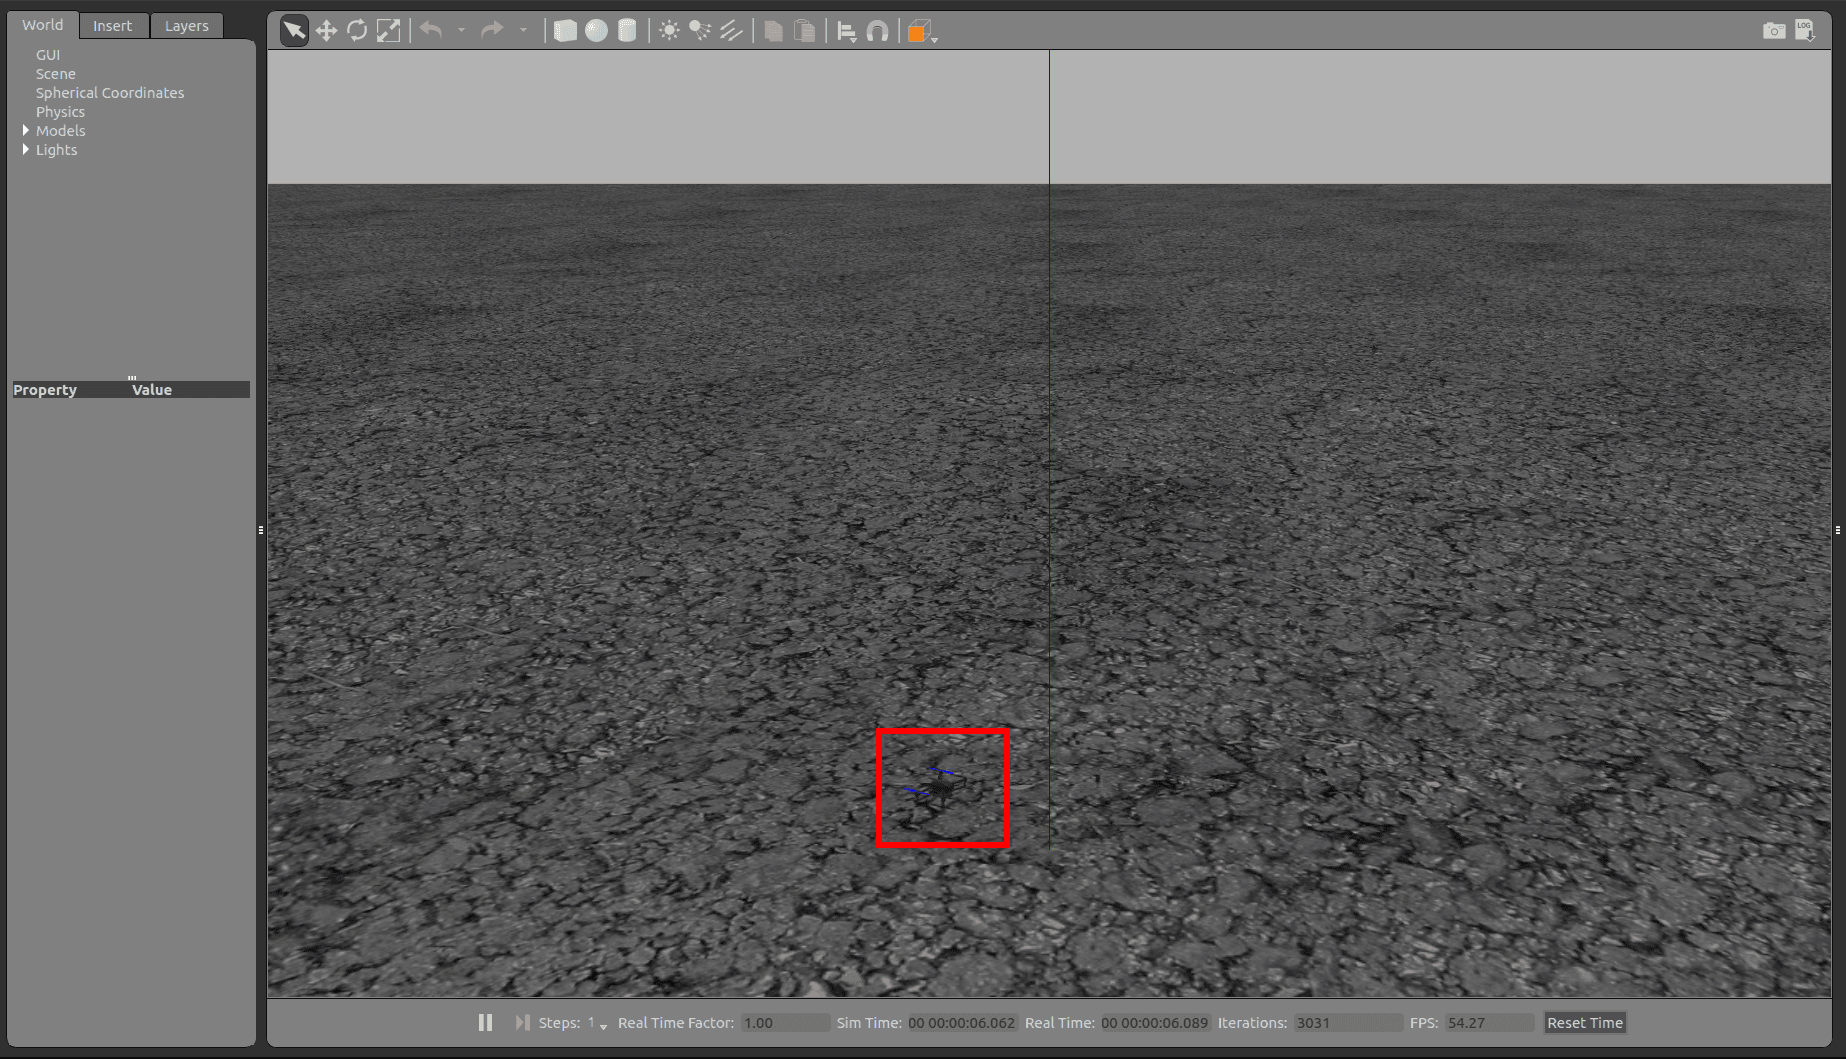 World Insert Layers
GUI
Scene
Spherical Coordinates
Physics
Models
Lights
Property Value
LOG
Steps: 1 Real Time Factor: 1.00 Sim Time: 00 00:00:06.062 Real Time: 00 00:00:06.089 Iterations: 3031 FPS: 54.27 Reset Time